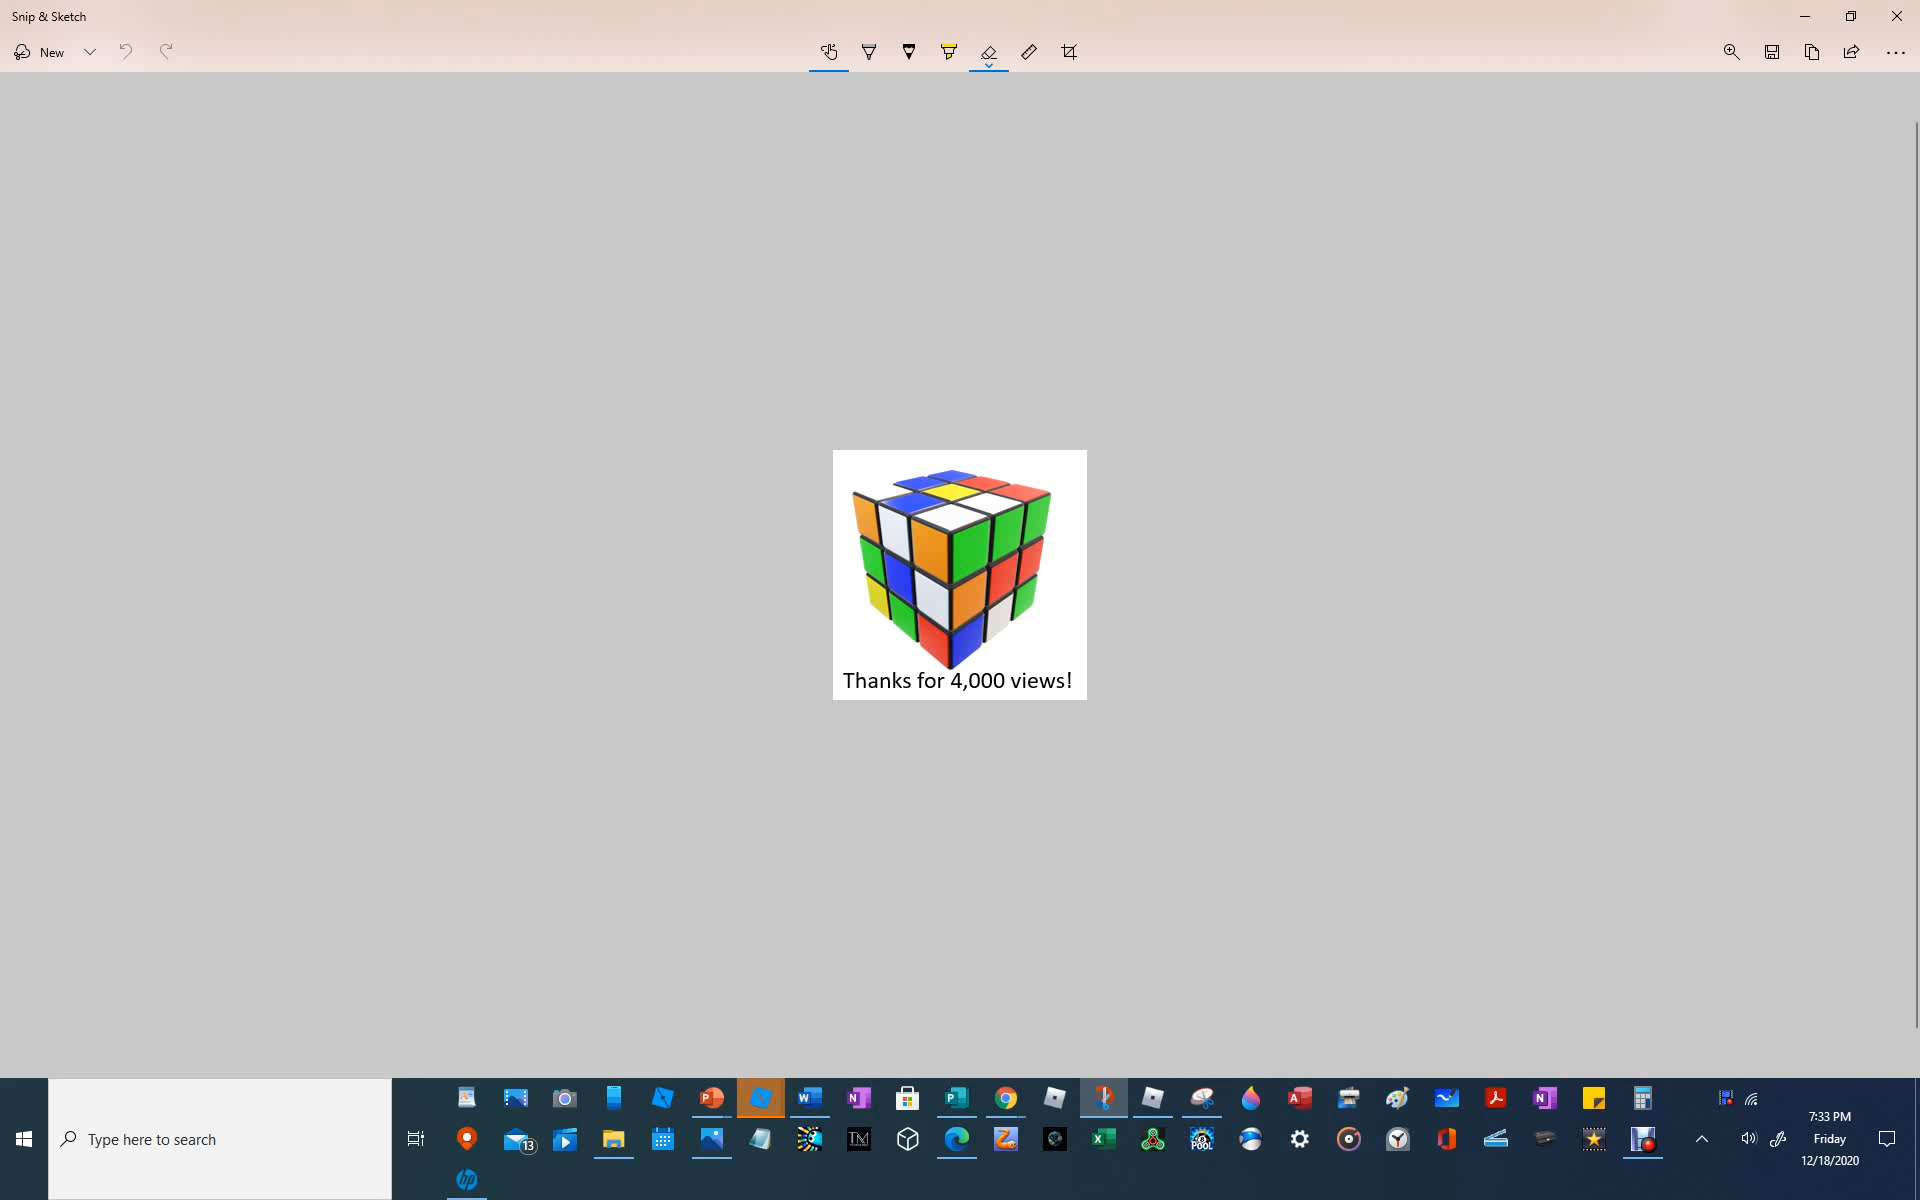 Snip & Sketch
New
Thanks for 4,000 views!
Type here to search
13
7:33 PM
Friday
12/18/2020